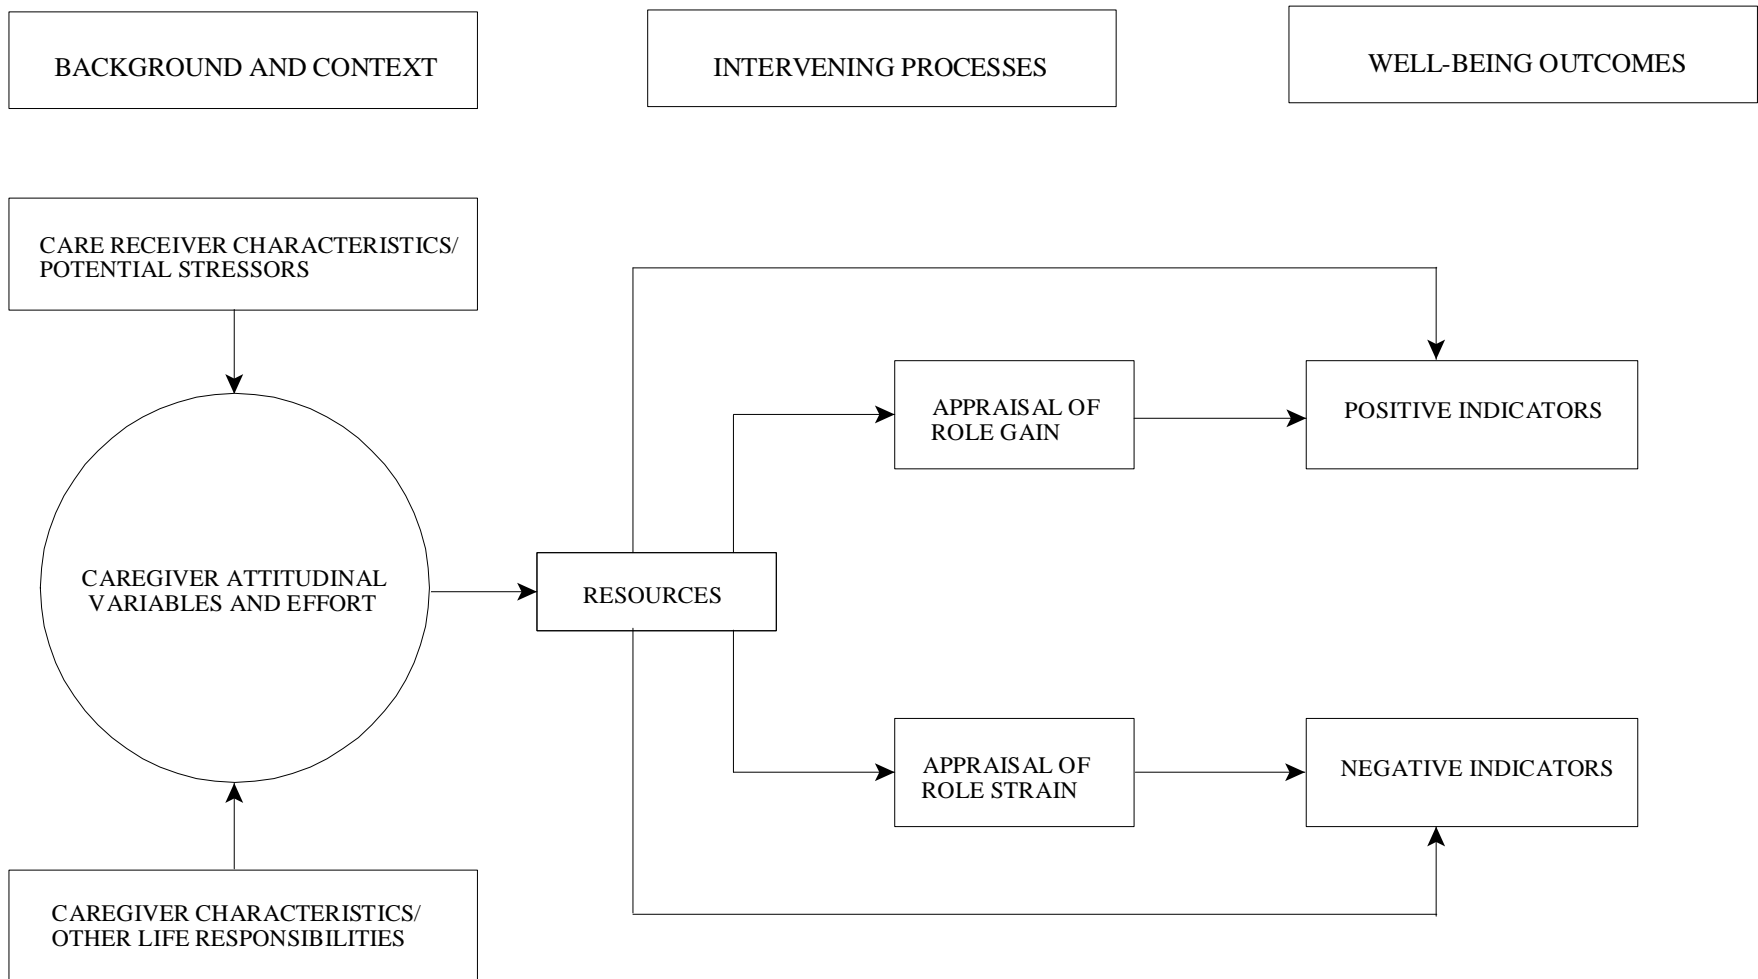 BACKGROUND AND CONTEXT
INTERVENING PROCESSES
WELL-BEING OUTCOMES
CARE RECEIVER CHARACTERISTICS/
POTENTIAL STRESSORS
APPRAISAL OF
ROLE GAIN
POSITIVE INDICATORS
CAREGIVER ATTITUDINAL
VARIABLES AND EFFORT
RESOURCES
APPRAISAL OF
ROLE STRAIN
NEGATIVE INDICATORS
CAREGIVER CHARACTERISTICS/
OTHER LIFE RESPONSIBILITIES